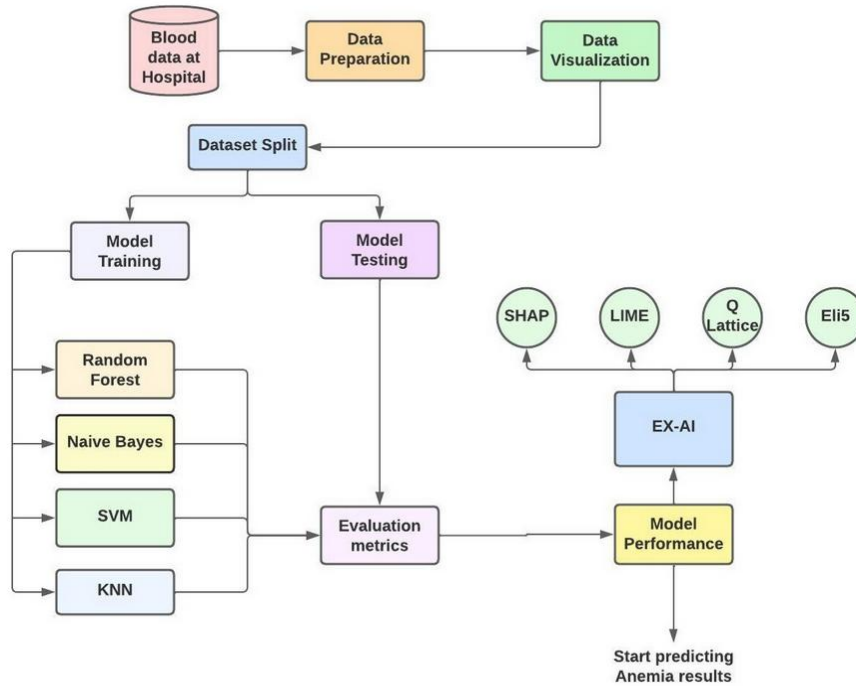 Blood
data at
Hospital
Data
Preparation
Data
Visualization
Dataset Split
Model
Training
Model
Testing
SHAP
LIME
Q
Lattice
Eli5
Random
Forest
Naive Bayes
EX-AI
SVM
Evaluation
metrics
Model
Performance
KNN
Start predicting
Anemia results